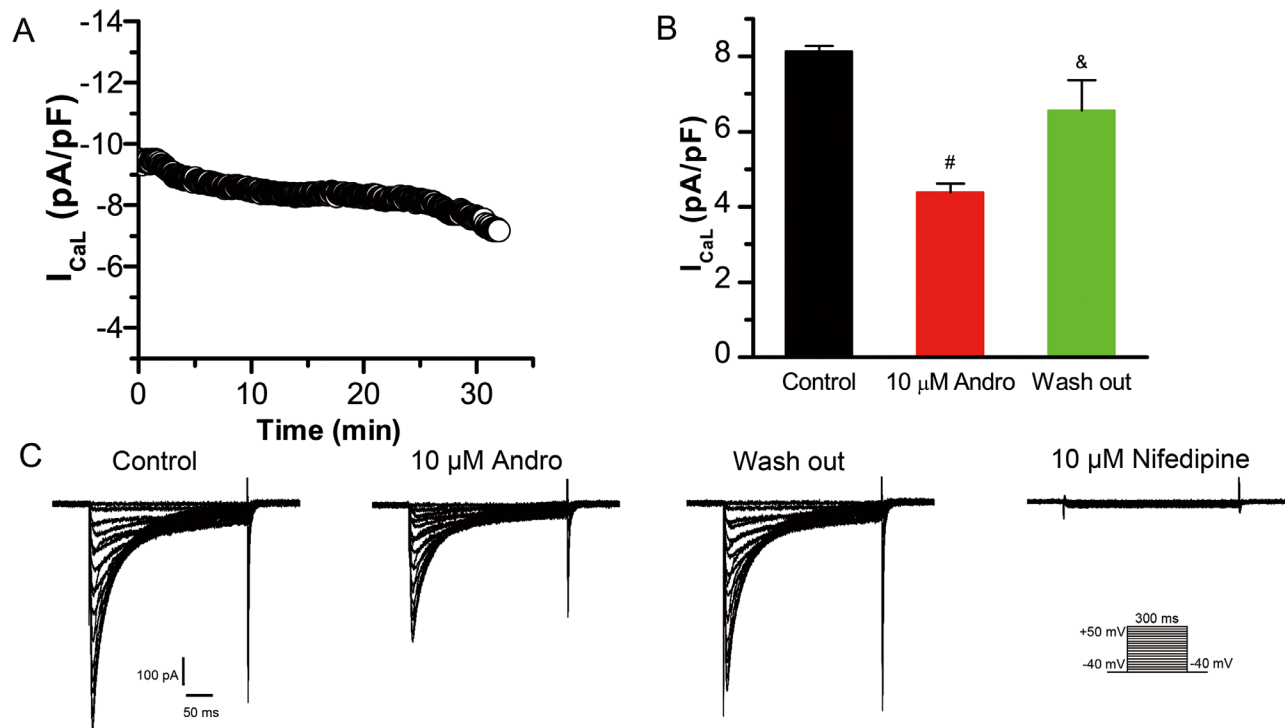 A
-14
-12
-10
-8
-6
-4
I_CaL (pA/pF)
0 10 20 30
Time (min)
B
8
6
4
2
0
I_CaL (pA/pF)
#
&
Control 10 μM Andro Wash out
C
Control 10 μM Andro Wash out 10 μM Nifedipine
100 pA
50 ms
300 ms
+50 mV
-40 mV -40 mV